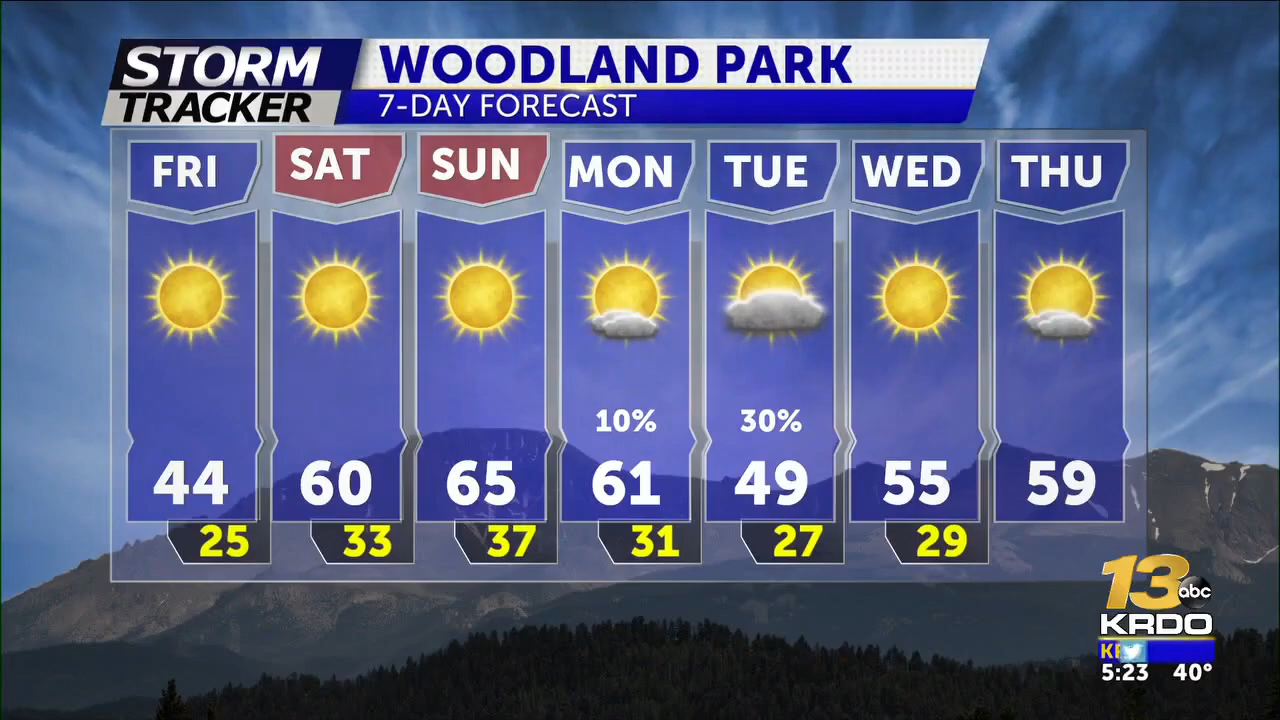 STORM TRACKER
WOODLAND PARK
7-DAY FORECAST
FRI SAT SUN MON TUE WED THU
10% 30%
44 60 65 61 49 55 59
25 33 37 31 27 29
13 abc
KRDO
5:23 40°